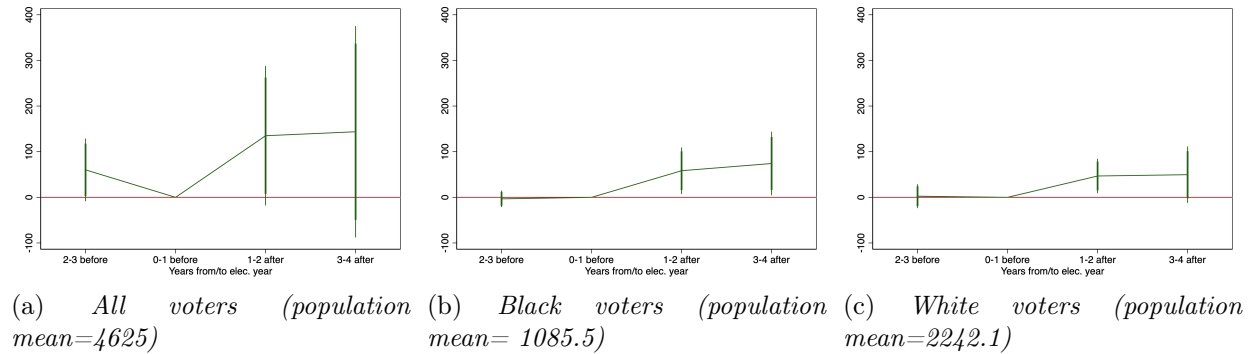 400
300
200
100
0
-100
2-3 before 0-1 before 1-2 after 3-4 after
Years from/to elec. year
400
300
200
100
0
-100
2-3 before 0-1 before 1-2 after 3-4 after
Years from/to elec. year
400
300
200
100
0
-100
2-3 before 0-1 before 1-2 after 3-4 after
Years from/to elec. year
(a) All voters (population
mean=4625)
(b) Black voters (population
mean= 1085.5)
(c) White voters (population
mean=2242.1)